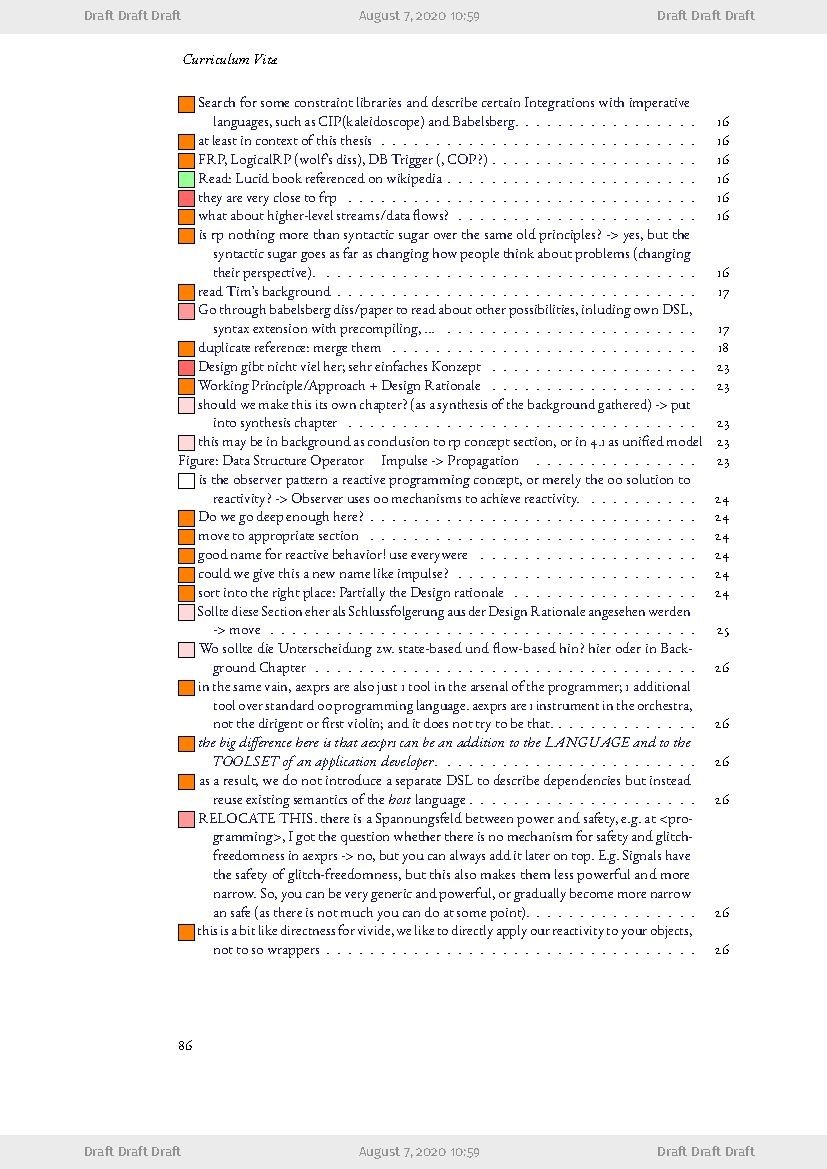 Draft Draft Draft August 7, 2020 10:59 Draft Draft Draft
Curriculum Vitæ
Search for some constraint libraries and describe certain Integrations with imperative
languages, such as CIP(kaleidoscope) and Babelsberg. . . . . . . . . . . . . . . . . 16
at least in context of this thesis . . . . . . . . . . . . . . . . . . . . . . . . . . . . . 16
FRP, LogicalRP (wolf's diss), DB Trigger (, COP?) . . . . . . . . . . . . . . . . . . . 16
Read: Lucid book referenced on wikipedia . . . . . . . . . . . . . . . . . . . . . . . 16
they are very close to frp . . . . . . . . . . . . . . . . . . . . . . . . . . . . . . . . 16
what about higher-level streams/data flows? . . . . . . . . . . . . . . . . . . . . . . 16
is rp nothing more than syntactic sugar over the same old principles? -> yes, but the
syntactic sugar goes as far as changing how people think about problems (changing
their perspective). . . . . . . . . . . . . . . . . . . . . . . . . . . . . . . . . . . 16
read Tim's background . . . . . . . . . . . . . . . . . . . . . . . . . . . . . . . . . 17
Go through babelsberg diss/paper to read about other possibilities, inluding own DSL,
syntax extension with precompiling, ... . . . . . . . . . . . . . . . . . . . . . . . 17
duplicate reference: merge them . . . . . . . . . . . . . . . . . . . . . . . . . . . . 18
Design gibt nicht viel her; sehr einfaches Konzept . . . . . . . . . . . . . . . . . . . 23
Working Principle/Approach + Design Rationale . . . . . . . . . . . . . . . . . . . 23
should we make this its own chapter? (as a synthesis of the background gathered) -> put
into synthesis chapter . . . . . . . . . . . . . . . . . . . . . . . . . . . . . . . . 23
this may be in background as conclusion to rp concept section, or in 4.1 as unified model 23
Figure: Data Structure Operator Impulse -> Propagation . . . . . . . . . . . . . . . 23
is the observer pattern a reactive programming concept, or merely the oo solution to
reactivity? -> Observer uses oo mechanisms to achieve reactivity. . . . . . . . . . . 24
Do we go deep enough here? . . . . . . . . . . . . . . . . . . . . . . . . . . . . . . 24
move to appropriate section . . . . . . . . . . . . . . . . . . . . . . . . . . . . . . . 24
good name for reactive behavior! use everywere . . . . . . . . . . . . . . . . . . . . 24
could we give this a new name like impulse? . . . . . . . . . . . . . . . . . . . . . . 24
sort into the right place: Partially the Design rationale . . . . . . . . . . . . . . . . . 24
Sollte diese Section eher als Schlussfolgerung aus der Design Rationale angesehen werden
-> move . . . . . . . . . . . . . . . . . . . . . . . . . . . . . . . . . . . . . . . 25
Wo sollte die Unterscheidung zw. state-based und flow-based hin? hier oder in Back-
ground Chapter . . . . . . . . . . . . . . . . . . . . . . . . . . . . . . . . . . . 26
in the same vain, aexprs are also just 1 tool in the arsenal of the programmer; 1 additional
tool over standard oo programming language. aexprs are 1 instrument in the orchestra,
not the dirigent or first violin; and it does not try to be that. . . . . . . . . . . . . . 26
the big difference here is that aexprs can be an addition to the LANGUAGE and to the
TOOLSET of an application developer. . . . . . . . . . . . . . . . . . . . . . . . 26
as a result, we do not introduce a separate DSL to describe dependencies but instead
reuse existing semantics of the host language . . . . . . . . . . . . . . . . . . . . . 26
RELOCATE THIS. there is a Spannungsfeld between power and safety, e.g. at <pro-
gramming>, I got the question whether there is no mechanism for safety and glitch-
freedomness in aexprs -> no, but you can always add it later on top. E.g. Signals have
the safety of glitch-freedomness, but this also makes them less powerful and more
narrow. So, you can be very generic and powerful, or gradually become more narrow
an safe (as there is not much you can do at some point). . . . . . . . . . . . . . . . 26
this is a bit like directness for vivide, we like to directly apply our reactivity to your objects,
not to so wrappers . . . . . . . . . . . . . . . . . . . . . . . . . . . . . . . . . . 26
86
Draft Draft Draft August 7, 2020 10:59 Draft Draft Draft